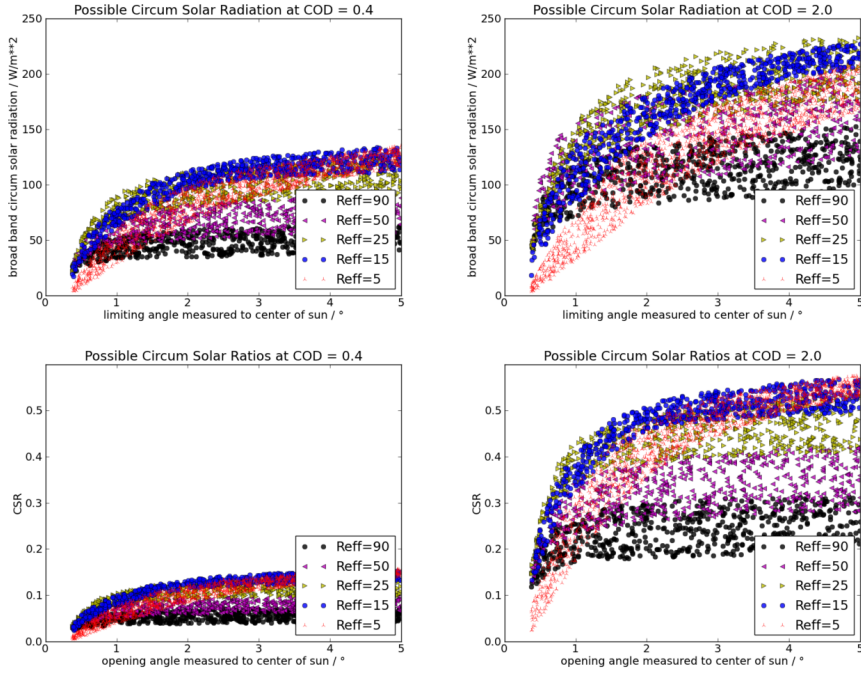 Possible Circum Solar Radiation at COD = 0.4
250
200
150
100
50
0
broad band circum solar radiation / W/m**2
1
2
3
4
5
limiting angle measured to center of sun / °
Reff=90
Reff=50
Reff=25
Reff=15
Reff=5
Possible Circum Solar Radiation at COD = 2.0
250
200
150
100
50
0
broad band circum solar radiation / W/m**2
0
1
2
3
4
5
limiting angle measured to center of sun / °
Reff=90
Reff=50
Reff=25
Reff=15
Reff=5
Possible Circum Solar Ratios at COD = 0.4
0.5
0.4
0.3
0.2
0.1
0.0
CSR
0
1
2
3
4
5
opening angle measured to center of sun / °
Reff=90
Reff=50
Reff=25
Reff=15
Reff=5
Possible Circum Solar Ratios at COD = 2.0
0.5
0.4
0.3
0.2
0.1
0.0
CSR
0
1
2
3
4
5
opening angle measured to center of sun / °
Reff=90
Reff=50
Reff=25
Reff=15
Reff=5